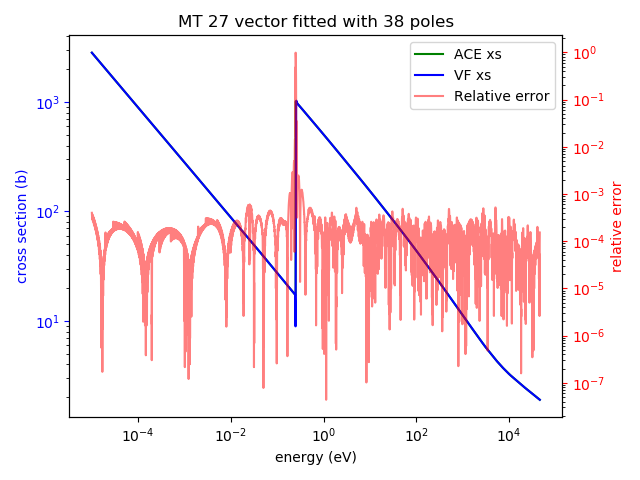 MT 27 vector fitted with 38 poles
ACE xs
VF xs
Relative error
cross section (b)
10³
10²
10¹
10⁰
10⁻¹
10⁻²
10⁻³
10⁻⁴
10⁻⁵
10⁻⁶
10⁻⁷
relative error
10⁻⁴
10⁻²
10⁰
10²
10⁴
energy (eV)